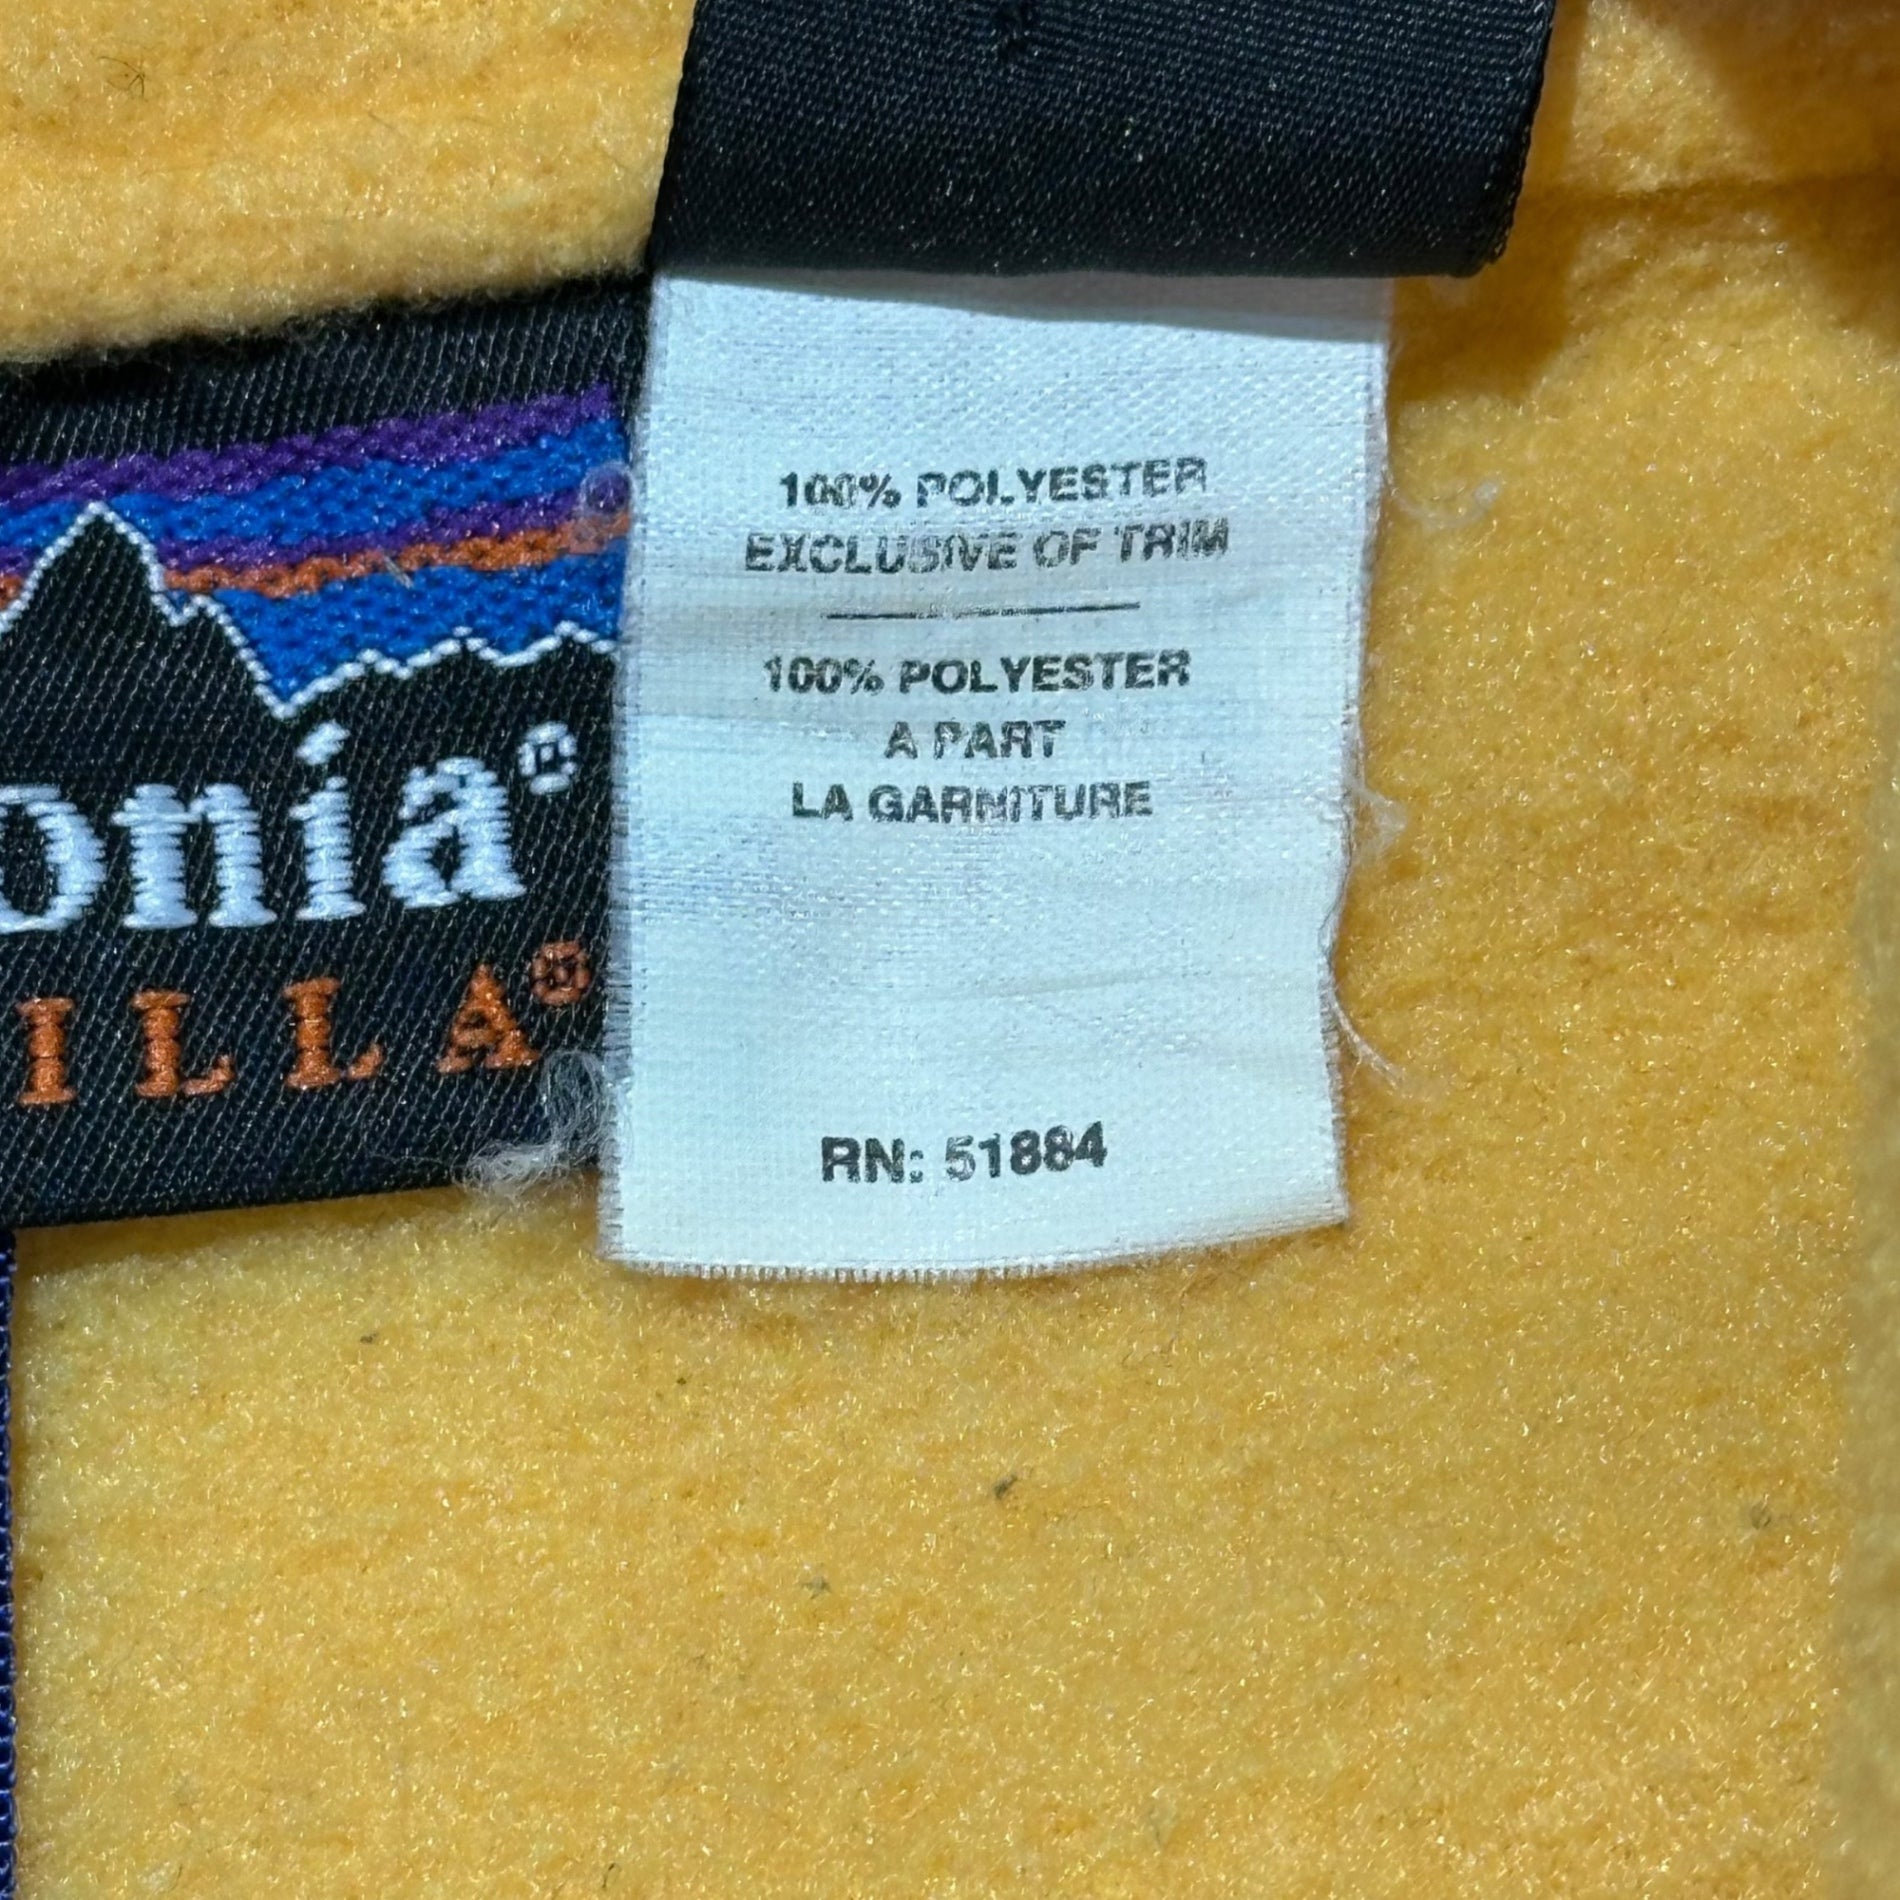 onia®
ILLA®
100% POLYESTER
EXCLUSIVE OF TRIM
100% POLYESTER
A PART
LA GARNITURE
RN: 51884